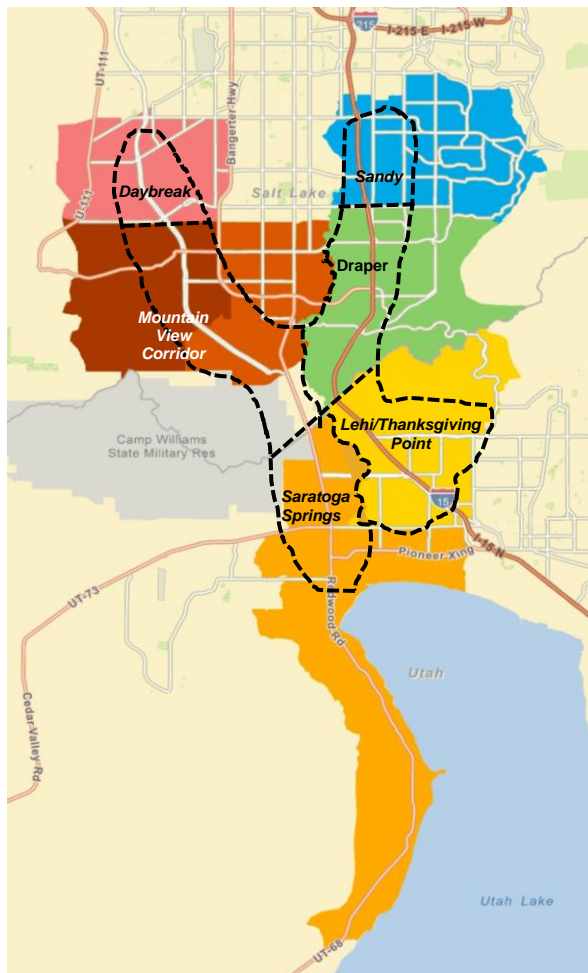 I-215 E
I-215 W
215
UT-111
Bangerter-Hwy
Daybreak
Salt Lake
Sandy
U-111
Draper
Mountain
View
Corridor
Camp Williams
State Military Res
Lehi/Thanksgiving
Point
Saratoga
Springs
15
I-15-N
Pioneer Xing
UT-73
Redwood Rd
Utah
Cedar Valley Rd
Utah Lake
UT-68